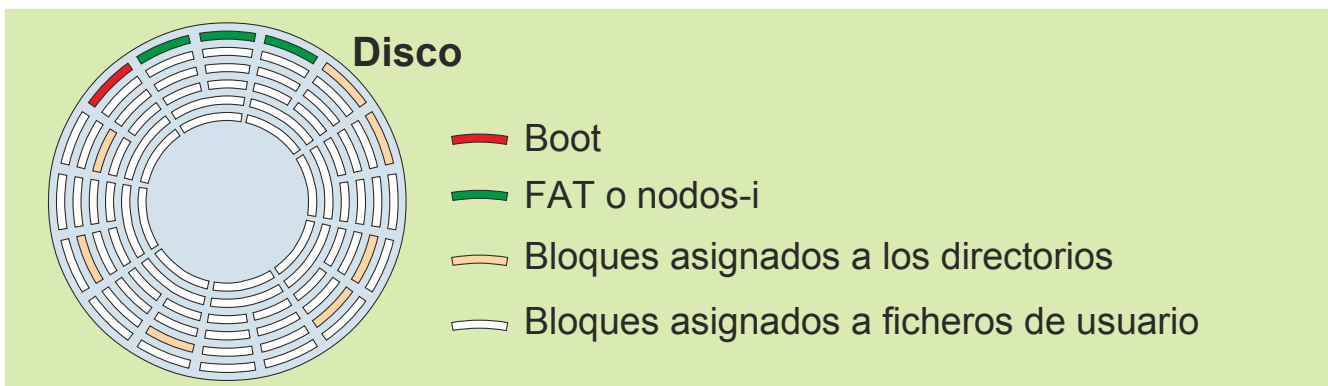 Disco
Boot
FAT o nodos-i
Bloques asignados a los directorios
Bloques asignados a ficheros de usuario